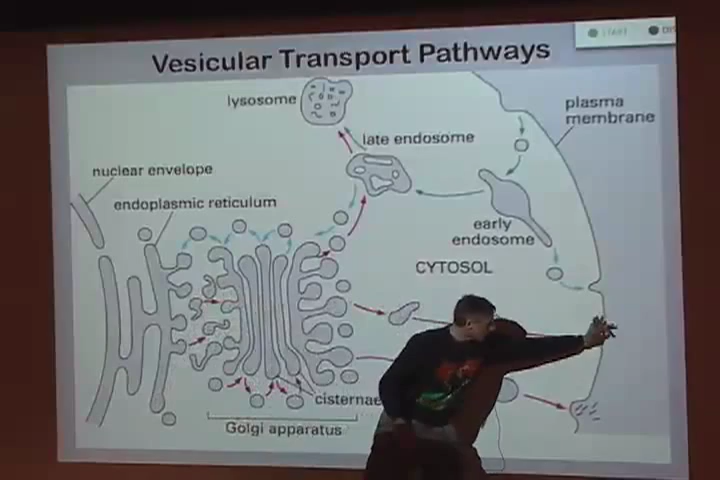 Vesicular Transport Pathways
lysosome
plasma
membrane
late endosome
nuclear envelope
endoplasmic reticulum
early
endosome
CYTOSOL
cisternae
Golgi apparatus